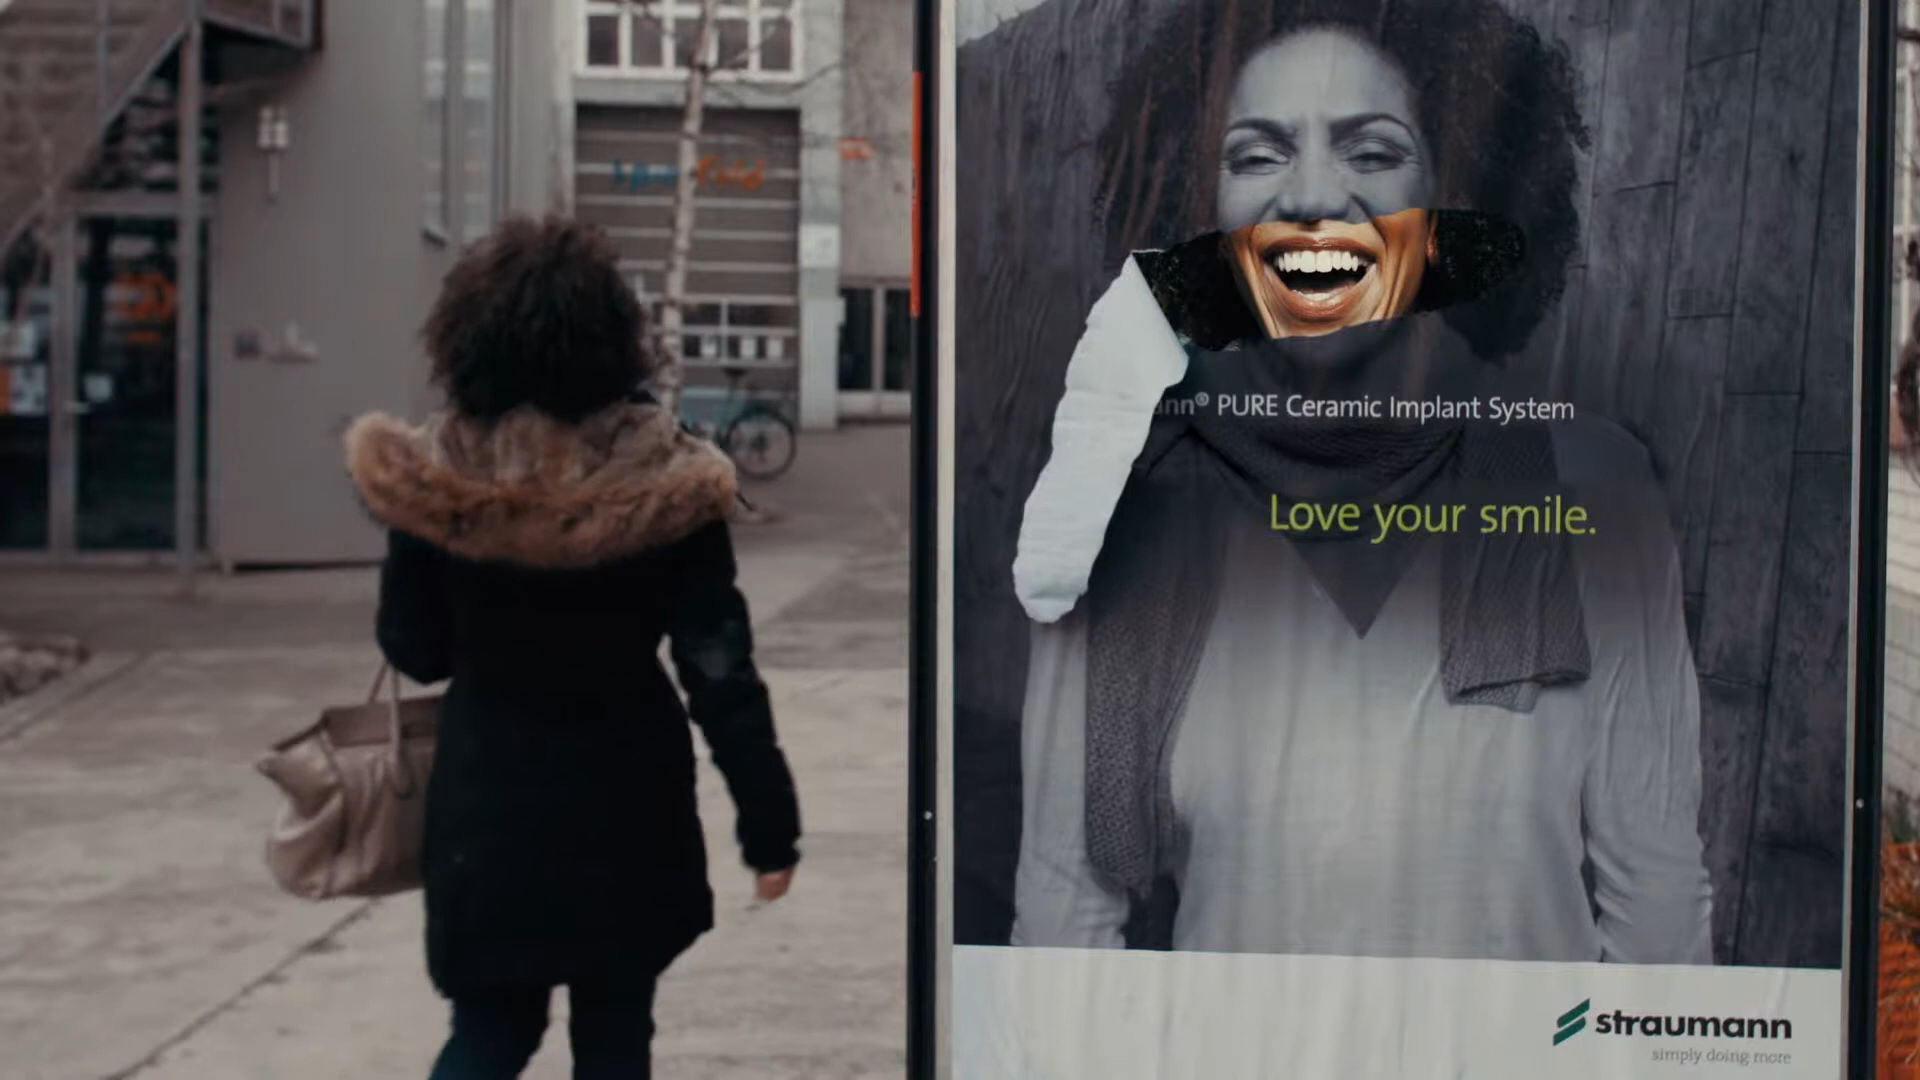 ann® PURE Ceramic Implant System
Love your smile.
straumann
simply doing more